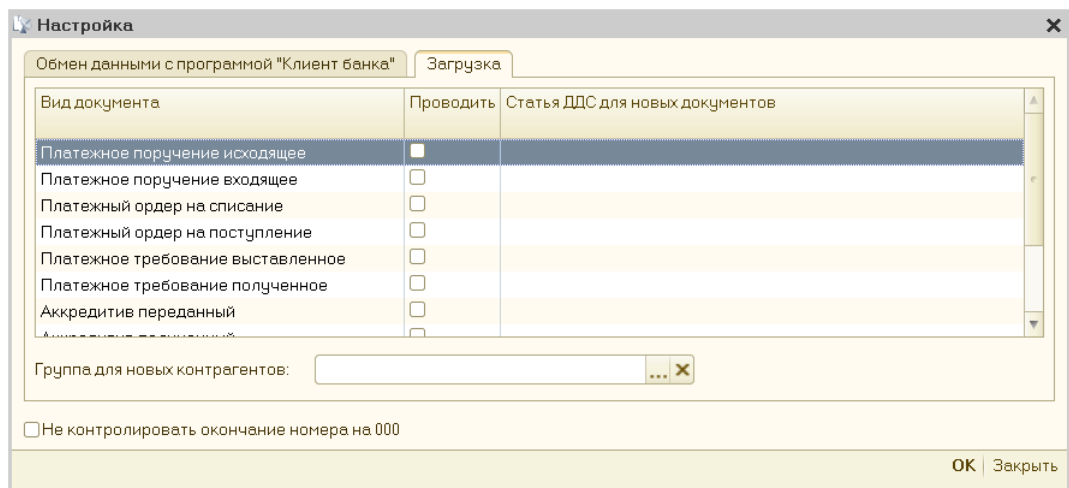 Настройка
Обмен данными с программой "Клиент банка" Загрузка
Вид документа Проводить Статья ДДС для новых документов
Платежное поручение исходящее
Платежное поручение входящее
Платежный ордер на списание
Платежный ордер на поступление
Платежное требование выставленное
Платежное требование полученное
Аккредитив переданный
Группа для новых контрагентов: ...
Не контролировать окончание номера на 000
OK Закрыть